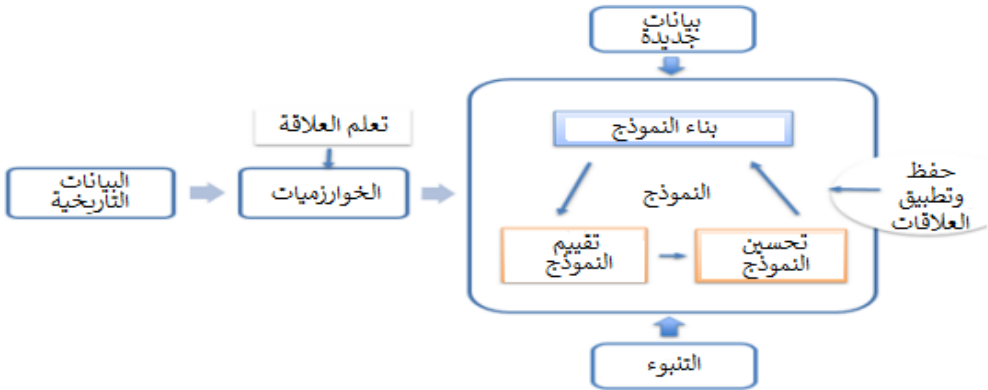 بيانات
جديدة
تعلم العلاقة
بناء النموذج
البيانات
التاريخية
الخوارزميات
النموذج
حفظ
وتطبيق
العلاقات
تقييم
النموذج
تحسين
النموذج
التنبوء